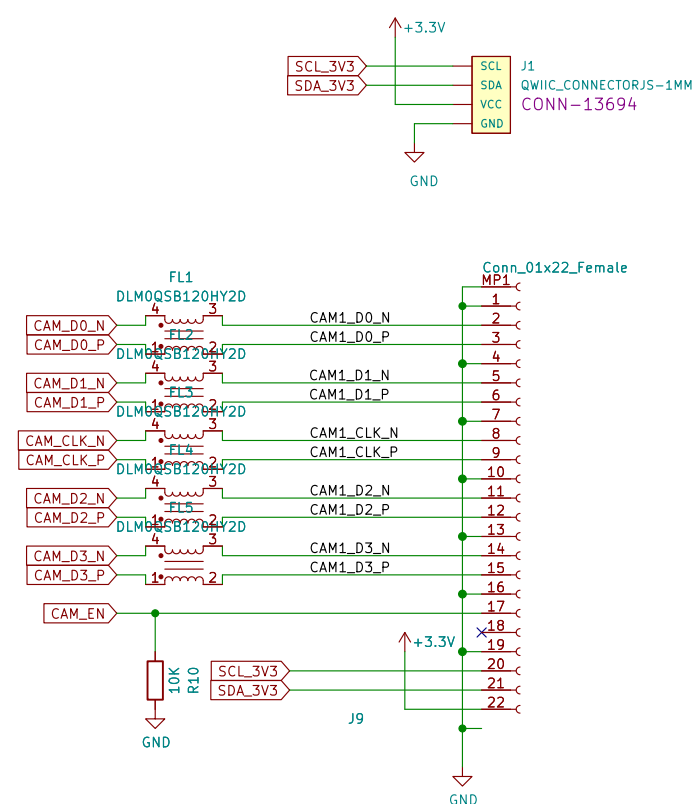 +3.3V
SCL_3V3 SCL J1
SDA_3V3 SDA QWIIC_CONNECTORJS-1MM
VCC CONN-13694
GND
GND
Conn_01x22_Female
FL1 MP1
DLM0QSB120HY2D
4 3 1
CAM_D0_N CAM1_D0_N 2
FL2
CAM_D0_P 1 2 CAM1_D0_P 3
DLM0QSB120HY2D
4 3 4
CAM_D1_N CAM1_D1_N 5
FL3
CAM_D1_P 1 2 CAM1_D1_P 6
DLM0QSB120HY2D
4 3 7
CAM_CLK_N CAM1_CLK_N 8
FL4
CAM_CLK_P 1 2 CAM1_CLK_P 9
DLM0QSB120HY2D
4 3 10
CAM_D2_N CAM1_D2_N 11
FL5
CAM_D2_P 1 2 CAM1_D2_P 12
DLM0QSB120HY2D
4 3 13
CAM_D3_N CAM1_D3_N 14
CAM_D3_P 1 2 CAM1_D3_P 15
16
CAM_EN 17
18
+3.3V 19
10K R10 SCL_3V3 20
SDA_3V3 21
22
J9
GND
GND